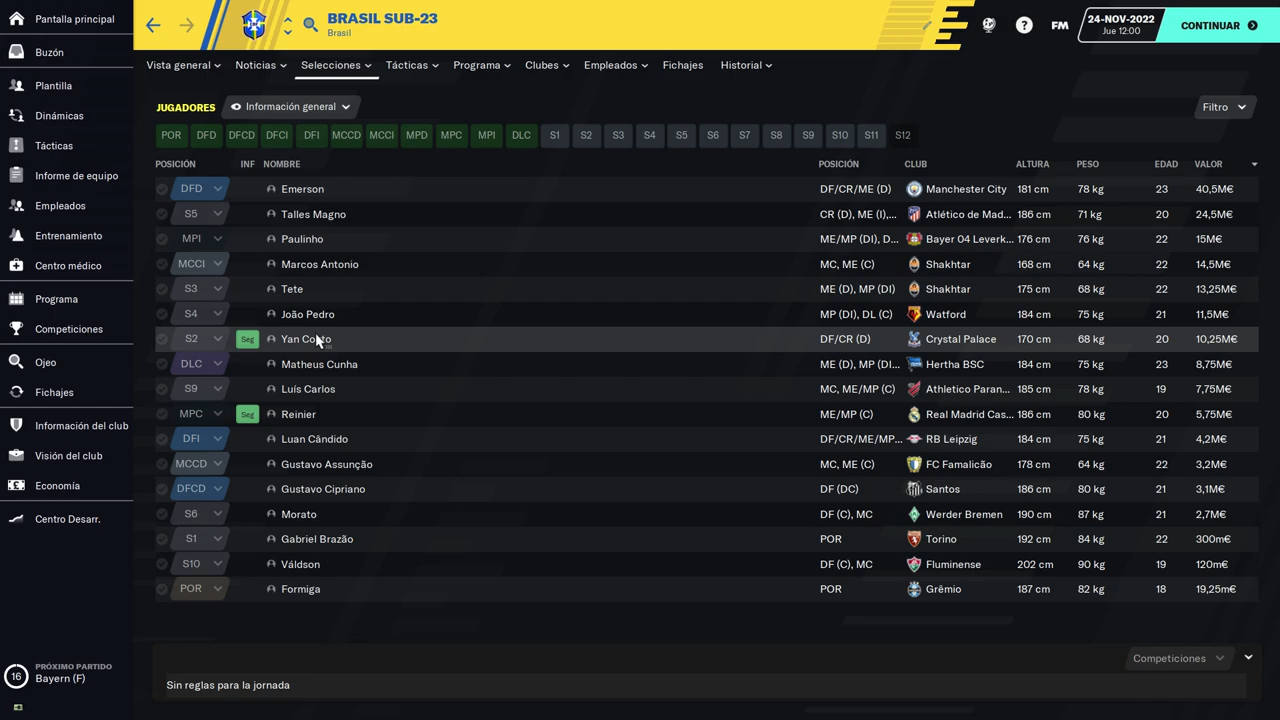 Pantalla principal
Buzón
Plantilla
Dinámicas
Tácticas
Informe de equipo
Empleados
Entrenamiento
Centro médico
Programa
Competiciones
Ojeo
Fichajes
Información del club
Visión del club
Economía
Centro Desarr.
16 PRÓXIMO PARTIDO
Bayern (F)
BRASIL SUB-23
Brasil
FM
24-NOV-2022
Jue 12:00
CONTINUAR
Vista general Noticias Selecciones Tácticas Programa Clubes Empleados Fichajes Historial
JUGADORES Información general Filtro
POR DFD DFCD DFCI DFI MCCD MCCI MPD MPC MPI DLC S1 S2 S3 S4 S5 S6 S7 S8 S9 S10 S11 S12
POSICIÓN INF NOMBRE POSICIÓN CLUB ALTURA PESO EDAD VALOR
DFD Emerson DF/CR/ME (D) Manchester City 181 cm 78 kg 23 40,5M€
S5 Talles Magno CR (D), ME (I),... Atlético de Mad... 186 cm 71 kg 20 24,5M€
MPI Paulinho ME/MP (DI), D... Bayer 04 Leverk... 176 cm 76 kg 22 15M€
MCCI Marcos Antonio MC, ME (C) Shakhtar 168 cm 64 kg 22 14,5M€
S3 Tete ME (D), MP (DI) Shakhtar 175 cm 68 kg 22 13,25M€
S4 João Pedro MP (DI), DL (C) Watford 184 cm 75 kg 21 11,5M€
S2 Seg Yan Couto DF/CR (D) Crystal Palace 170 cm 68 kg 20 10,25M€
DLC Matheus Cunha ME (D), MP (DI... Hertha BSC 184 cm 75 kg 23 8,75M€
S9 Luís Carlos MC, ME/MP (C) Athletico Paran... 185 cm 78 kg 19 7,75M€
MPC Seg Reinier ME/MP (C) Real Madrid Cas... 186 cm 80 kg 20 5,75M€
DFI Luan Cândido DF/CR/ME/MP... RB Leipzig 184 cm 75 kg 21 4,2M€
MCCD Gustavo Assunção MC, ME (C) FC Famalicão 178 cm 64 kg 22 3,2M€
DFCD Gustavo Cipriano DF (DC) Santos 186 cm 80 kg 21 3,1M€
S6 Morato DF (C), MC Werder Bremen 190 cm 87 kg 21 2,7M€
S1 Gabriel Brazão POR Torino 192 cm 84 kg 22 300m€
S10 Váldson DF (C), MC Fluminense 202 cm 90 kg 19 120m€
POR Formiga POR Grêmio 187 cm 82 kg 18 19,25m€
Competiciones
Sin reglas para la jornada